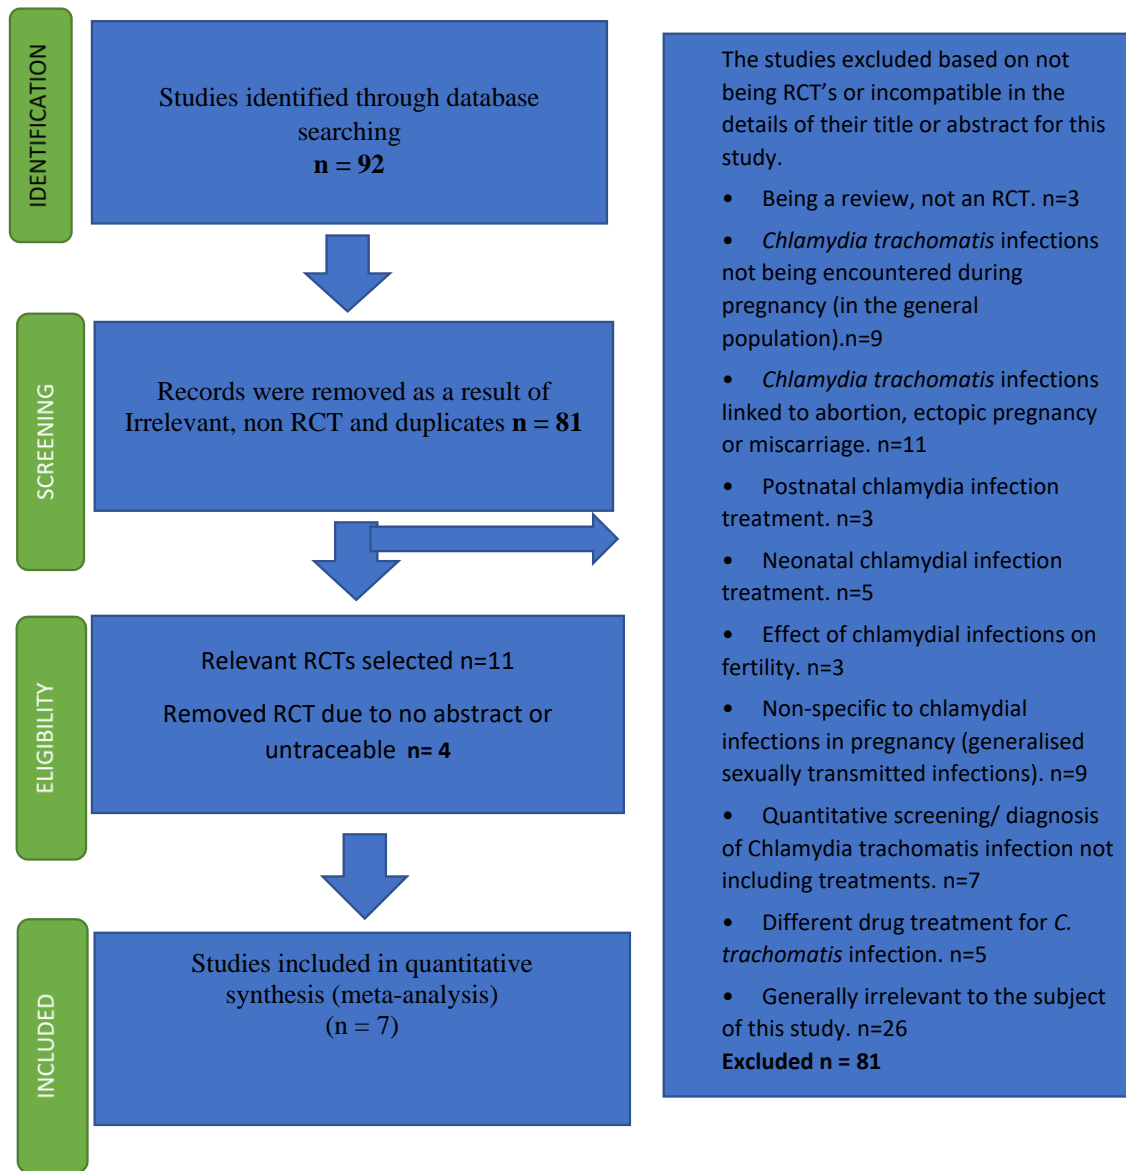 IDENTIFICATION
Studies identified through database
searching
n = 92
SCREENING
Records were removed as a result of
Irrelevant, non RCT and duplicates n = 81
ELIGIBILITY
Relevant RCTs selected n=11
Removed RCT due to no abstract or
untraceable n= 4
INCLUDED
Studies included in quantitative
synthesis (meta-analysis)
(n = 7)
The studies excluded based on not
being RCT’s or incompatible in the
details of their title or abstract for this
study.
• Being a review, not an RCT. n=3
• Chlamydia trachomatis infections
not being encountered during
pregnancy (in the general
population).n=9
• Chlamydia trachomatis infections
linked to abortion, ectopic pregnancy
or miscarriage. n=11
• Postnatal chlamydia infection
treatment. n=3
• Neonatal chlamydial infection
treatment. n=5
• Effect of chlamydial infections on
fertility. n=3
• Non-specific to chlamydial
infections in pregnancy (generalised
sexually transmitted infections). n=9
• Quantitative screening/ diagnosis
of Chlamydia trachomatis infection not
including treatments. n=7
• Different drug treatment for C.
trachomatis infection. n=5
• Generally irrelevant to the subject
of this study. n=26
Excluded n = 81